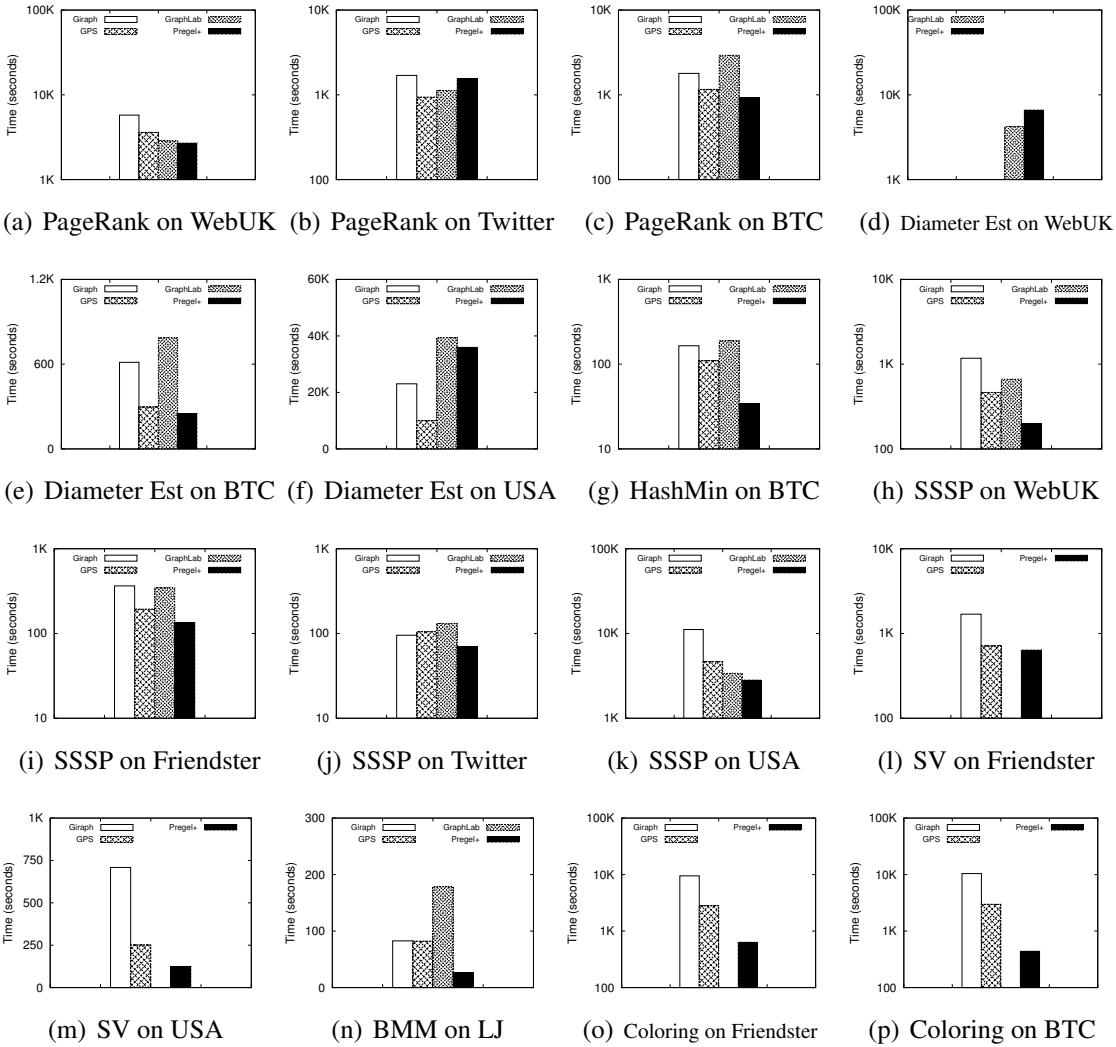 100K
10K
1K
Time (seconds)
Giraph
GPS
GraphLab
Pregel+
(a) PageRank on WebUK
10K
1K
100
Time (seconds)
Giraph
GPS
GraphLab
Pregel+
(b) PageRank on Twitter
10K
1K
100
Time (seconds)
Giraph
GPS
GraphLab
Pregel+
(c) PageRank on BTC
100K
10K
1K
Time (seconds)
GraphLab
Pregel+
(d) Diameter Est on WebUK
1.2K
600
0
Time (seconds)
Giraph
GPS
GraphLab
Pregel+
(e) Diameter Est on BTC
60K
40K
20K
0
Time (seconds)
Giraph
GPS
GraphLab
Pregel+
(f) Diameter Est on USA
1K
100
10
Time (seconds)
Giraph
GPS
GraphLab
Pregel+
(g) HashMin on BTC
10K
1K
100
Time (seconds)
Giraph
GPS
GraphLab
Pregel+
(h) SSSP on WebUK
1K
100
10
Time (seconds)
Giraph
GPS
GraphLab
Pregel+
(i) SSSP on Friendster
1K
100
10
Time (seconds)
Giraph
GPS
GraphLab
Pregel+
(j) SSSP on Twitter
100K
10K
1K
Time (seconds)
Giraph
GPS
GraphLab
Pregel+
(k) SSSP on USA
10K
1K
100
Time (seconds)
Giraph
GPS
Pregel+
(l) SV on Friendster
1K
750
500
250
0
Time (seconds)
Giraph
GPS
Pregel+
(m) SV on USA
300
200
100
0
Time (seconds)
Giraph
GPS
GraphLab
Pregel+
(n) BMM on LJ
100K
10K
1K
100
Time (seconds)
Giraph
GPS
Pregel+
(o) Coloring on Friendster
100K
10K
1K
100
Time (seconds)
Giraph
GPS
Pregel+
(p) Coloring on BTC